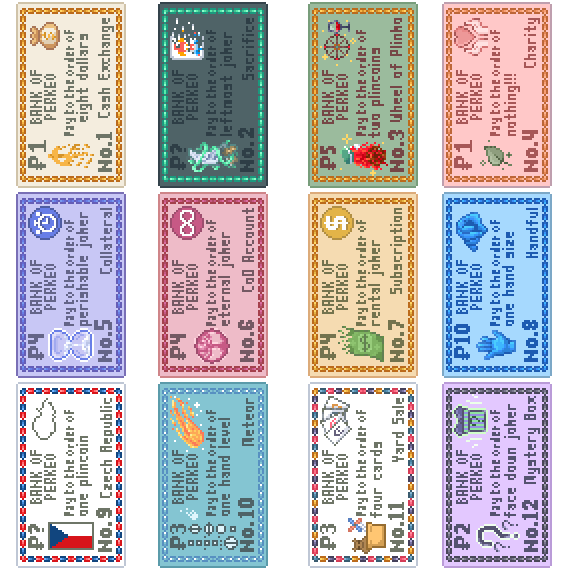 BANK OF
PERKEO
Pay to the order of
eight dollars
P1
No.1 Cash Exchange
BANK OF
PERKEO
Pay to the order of
leftmost joker
P?
No.2 Sacrifice
BANK OF
PERKEO
Pay to the order of
two plincoins
P5
No.3 Wheel of Plinko
BANK OF
PERKEO
Pay to the order of
nothing!!!
P1
No.4 Charity
BANK OF
PERKEO
Pay to the order of
perishable joker
P4
No.5 Collateral
BANK OF
PERKEO
Pay to the order of
eternal joker
P4
No.6 CoD Account
BANK OF
PERKEO
Pay to the order of
rental joker
P4
No.7 Subscription
BANK OF
PERKEO
Pay to the order of
one hand size
P10
No.8 Handful
BANK OF
PERKEO
Pay to the order of
one plincoin
P?
No.9 Czech Republic
BANK OF
PERKEO
Pay to the order of
one hand level
P3
No.10 Meteor
BANK OF
PERKEO
Pay to the order of
four cards
P3
No.11 Yard Sale
BANK OF
PERKEO
Pay to the order of
face down joker
P2
No.12 Mystery Box